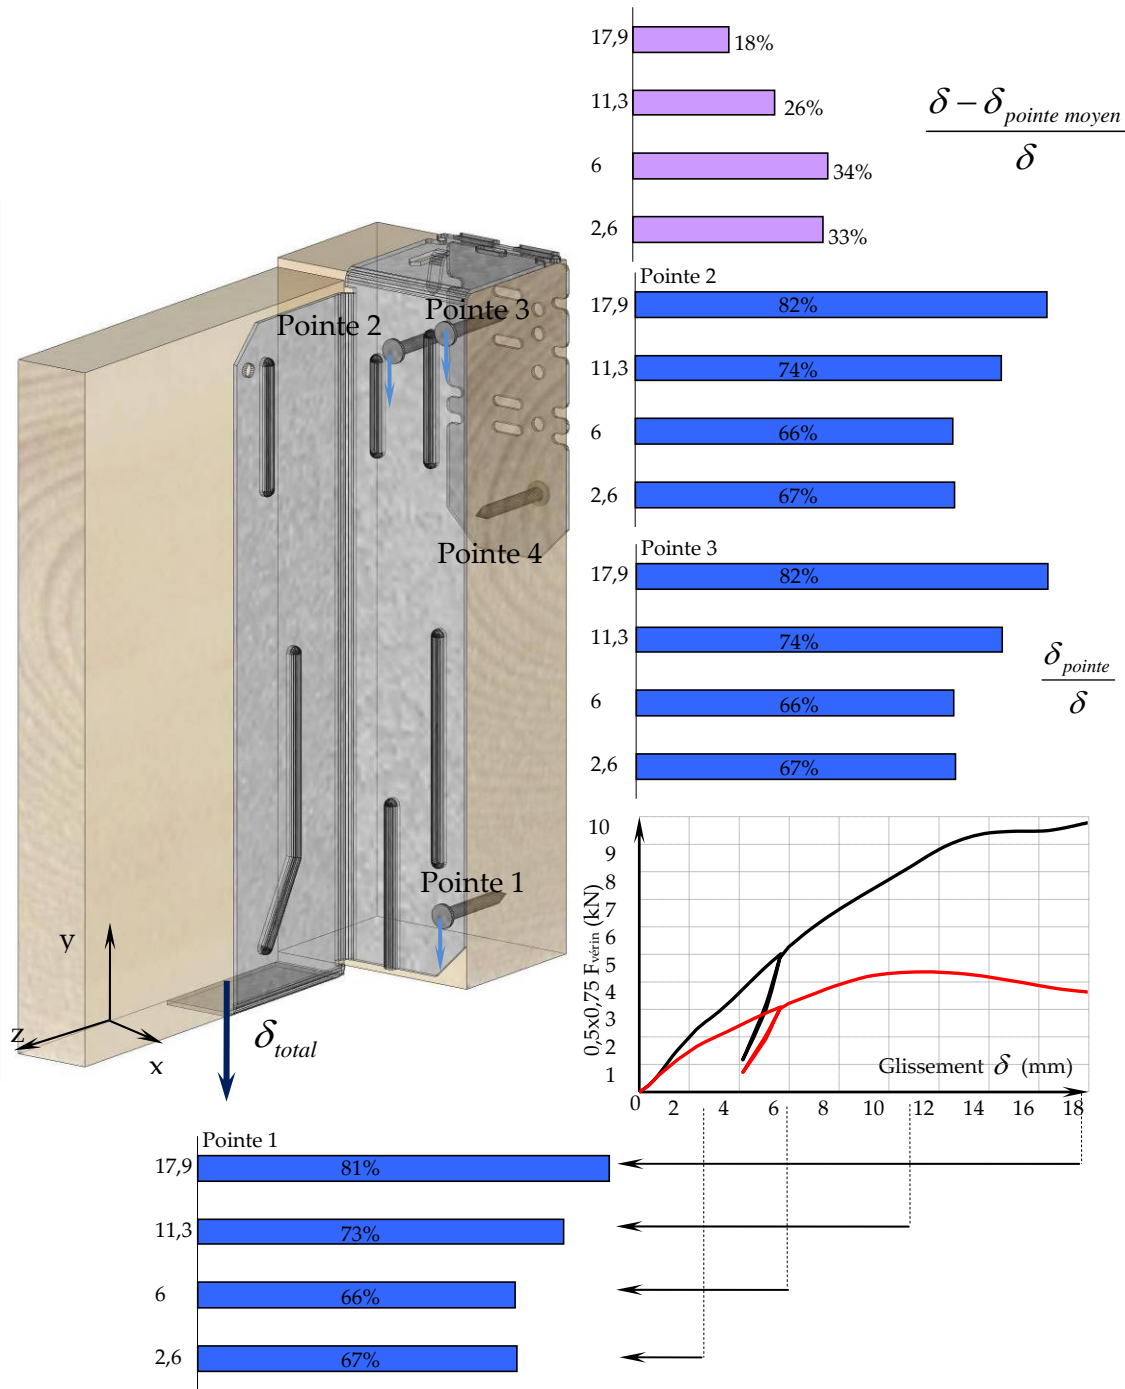 17,9
18%
11,3
26%
6
34%
2,6
33%
δ − δ pointe moyen
δ
Pointe 2
17,9
82%
11,3
74%
6
66%
2,6
67%
Pointe 3
17,9
82%
11,3
74%
6
66%
2,6
67%
δ pointe
δ
Pointe 2
Pointe 3
Pointe 4
Pointe 1
y
z
x
δ total
10
9
8
7
6
5
4
3
2
1
0,5x0,75 Fvérin (kN)
Glissement δ (mm)
0 2 4 6 8 10 12 14 16 18
Pointe 1
17,9
81%
11,3
73%
6
66%
2,6
67%